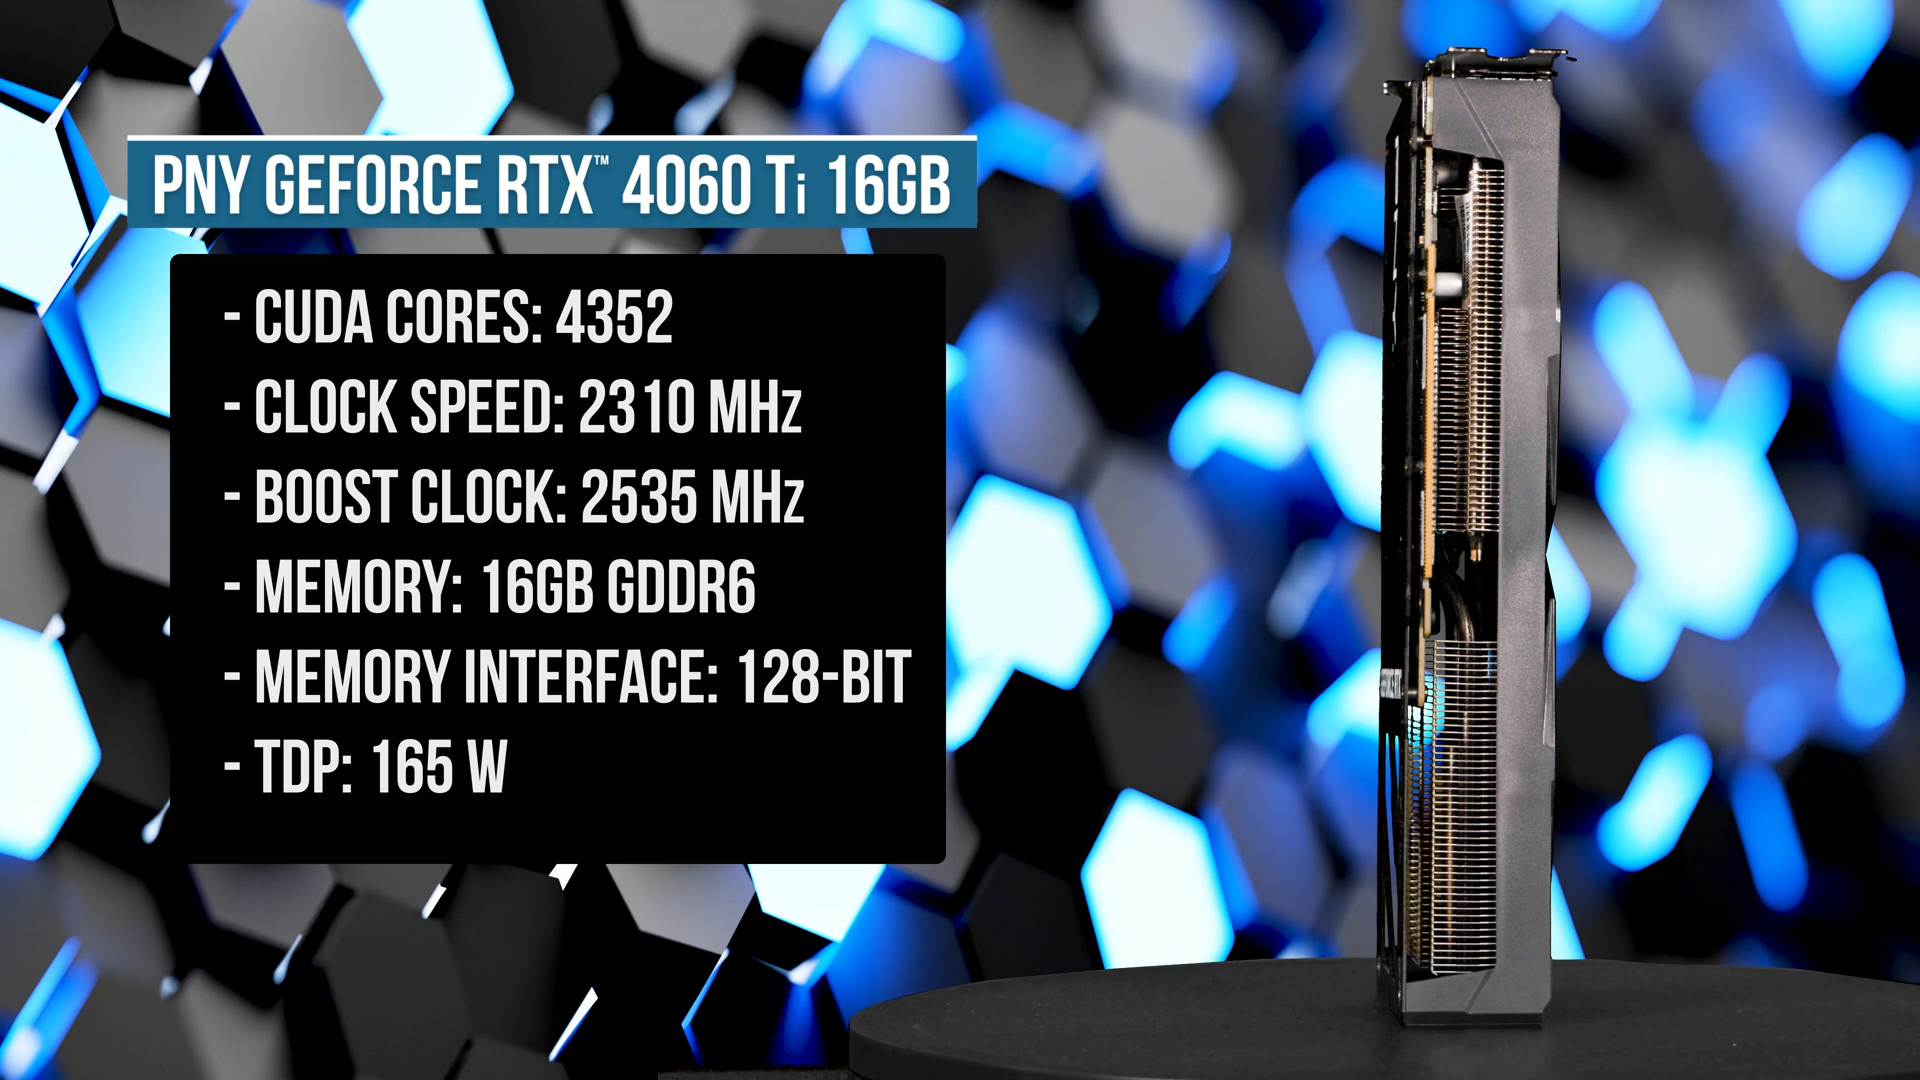 PNY GEFORCE RTX™ 4060 Ti 16GB
- CUDA CORES: 4352
- CLOCK SPEED: 2310 MHz
- BOOST CLOCK: 2535 MHz
- MEMORY: 16GB GDDR6
- MEMORY INTERFACE: 128-BIT
- TDP: 165 W